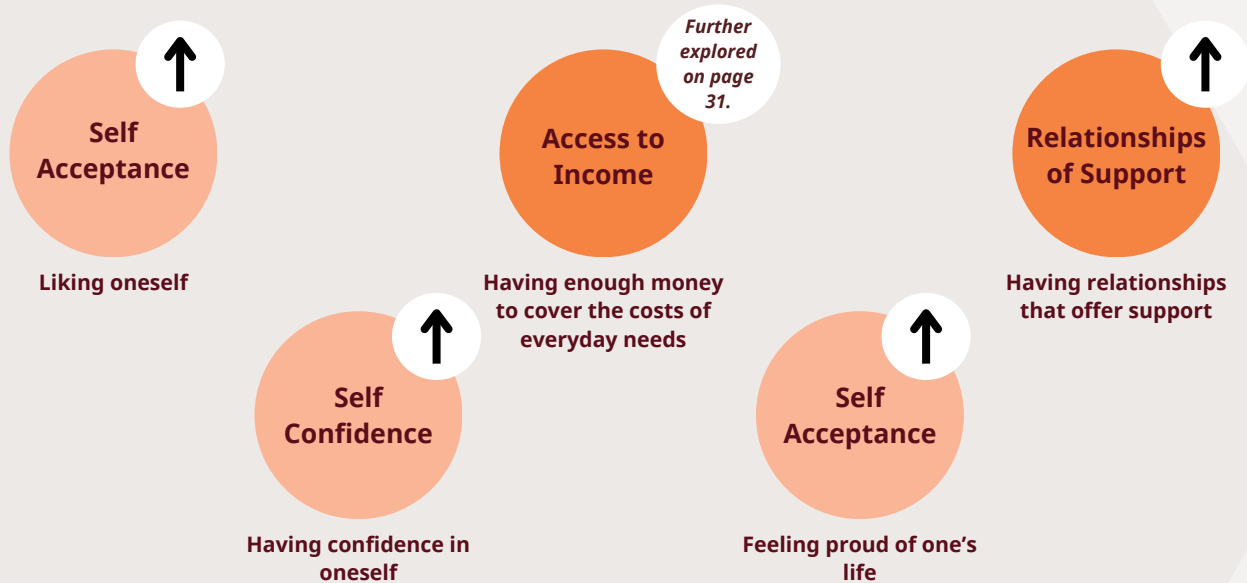 Self
Acceptance
Liking oneself
Self
Confidence
Having confidence in
oneself
Further
explored
on page
31.
Access to
Income
Having enough money
to cover the costs of
everyday needs
Self
Acceptance
Feeling proud of one’s
life
Relationships
of Support
Having relationships
that offer support